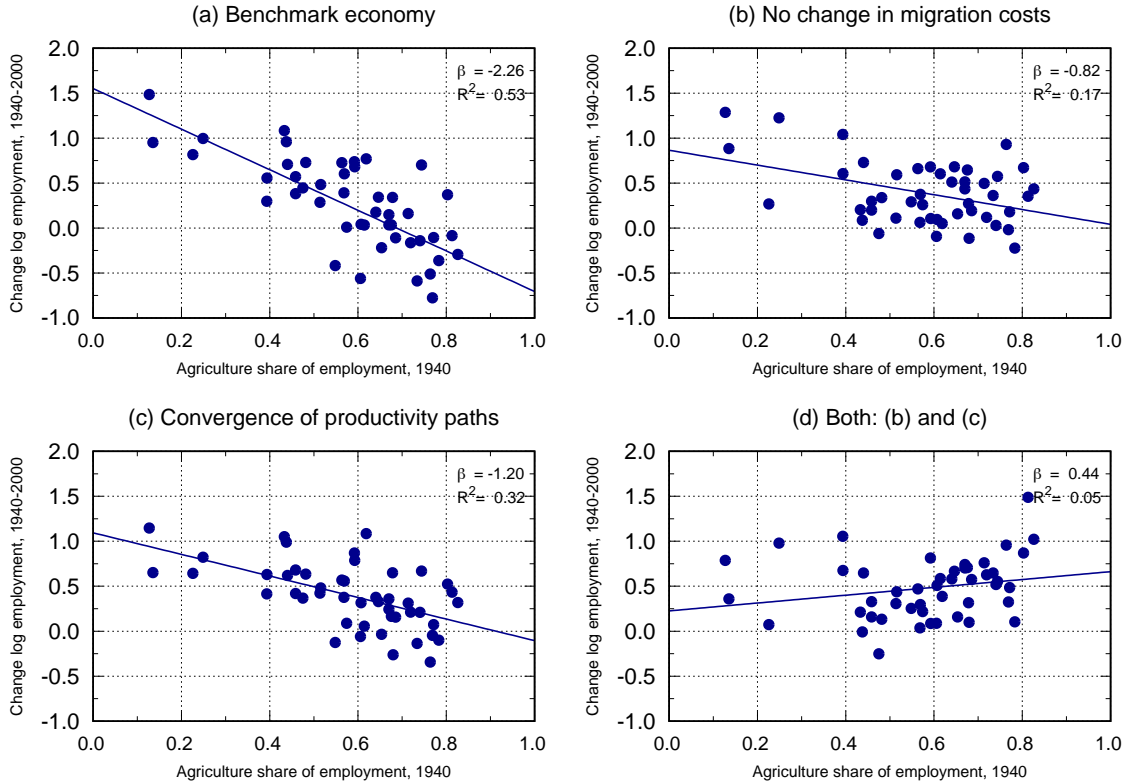 (a) Benchmark economy
β = -2.26
R²= 0.53
Change log employment, 1940-2000
2.0
1.5
1.0
0.5
0.0
-0.5
-1.0
0.0 0.2 0.4 0.6 0.8 1.0
Agriculture share of employment, 1940
(b) No change in migration costs
β = -0.82
R²= 0.17
Change log employment, 1940-2000
2.0
1.5
1.0
0.5
0.0
-0.5
-1.0
0.0 0.2 0.4 0.6 0.8 1.0
Agriculture share of employment, 1940
(c) Convergence of productivity paths
β = -1.20
R²= 0.32
Change log employment, 1940-2000
2.0
1.5
1.0
0.5
0.0
-0.5
-1.0
0.0 0.2 0.4 0.6 0.8 1.0
Agriculture share of employment, 1940
(d) Both: (b) and (c)
β = 0.44
R²= 0.05
Change log employment, 1940-2000
2.0
1.5
1.0
0.5
0.0
-0.5
-1.0
0.0 0.2 0.4 0.6 0.8 1.0
Agriculture share of employment, 1940